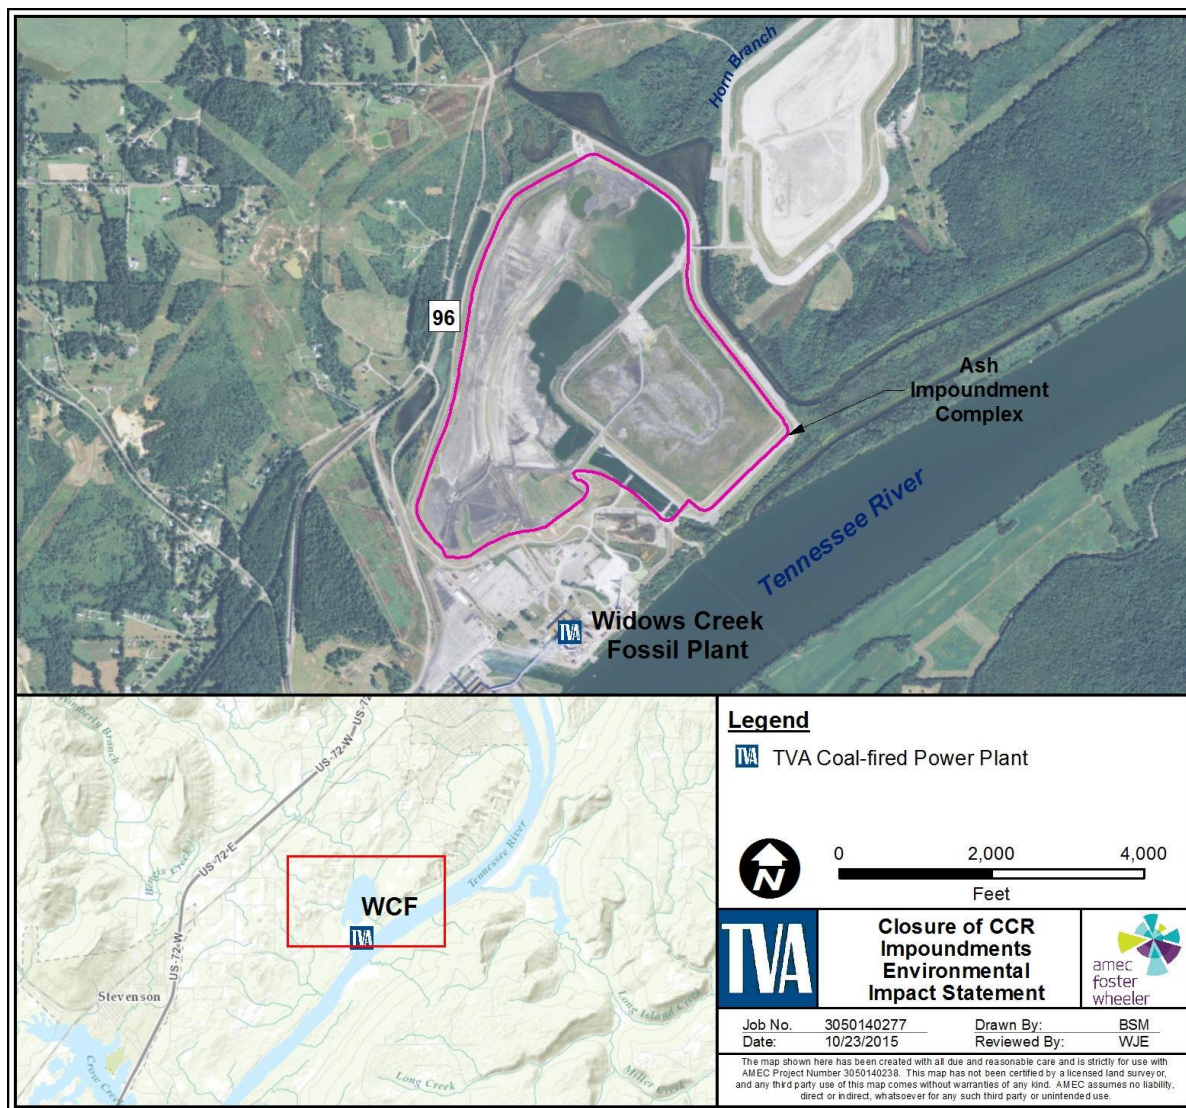 Horn Branch
96
Ash
Impoundment
Complex
Tennessee River
TVA
Widows Creek
Fossil Plant
Wimberly Branch
US-72-W
US-72-W
US-72-E
Bengis Creek
Tennessee River
WCF
TVA
US-72-W
Stevenson
Crow Creek
Long Island Creek
Long Creek
Miller Creek
Legend
TVA TVA Coal-fired Power Plant
N
0 2,000 4,000
Feet
TVA
Closure of CCR
Impoundments
Environmental
Impact Statement
amec
foster
wheeler
Job No. 3050140277 Drawn By: BSM
Date: 10/23/2015 Reviewed By: WJE
The map shown here has been created with all due and reasonable care and is strictly for use with
AMEC Project Number 3050140238. This map has not been certified by a licensed land surveyor,
and any third party use of this map comes without warranties of any kind. AMEC assumes no liability,
direct or indirect, whatsoever for any such third party or unintended use.